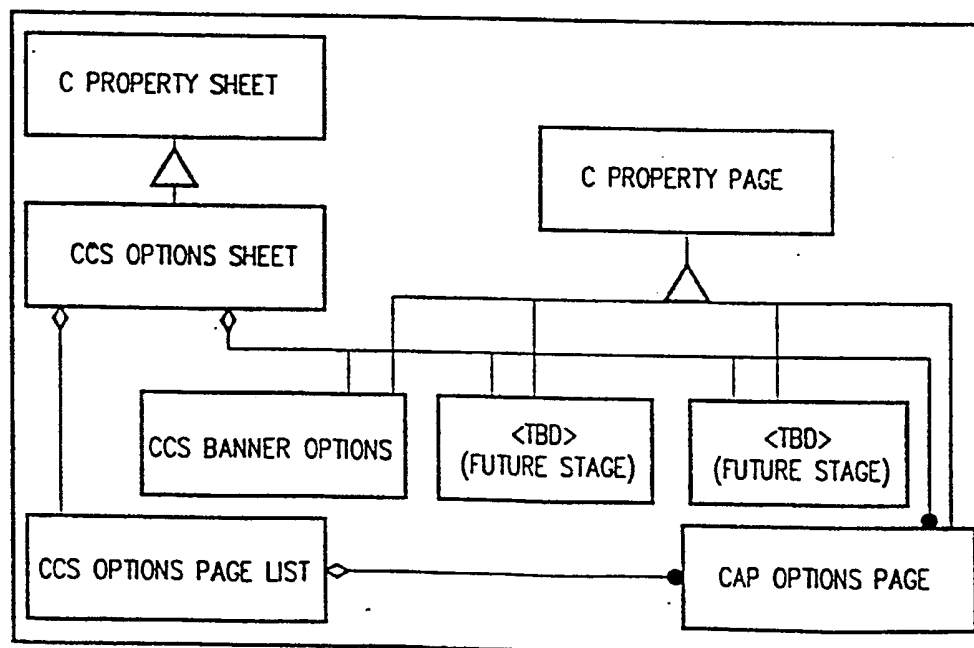 C PROPERTY SHEET
C PROPERTY PAGE
CCS OPTIONS SHEET
CCS BANNER OPTIONS
<TBD>
(FUTURE STAGE)
<TBD>
(FUTURE STAGE)
CCS OPTIONS PAGE LIST
CAP OPTIONS PAGE